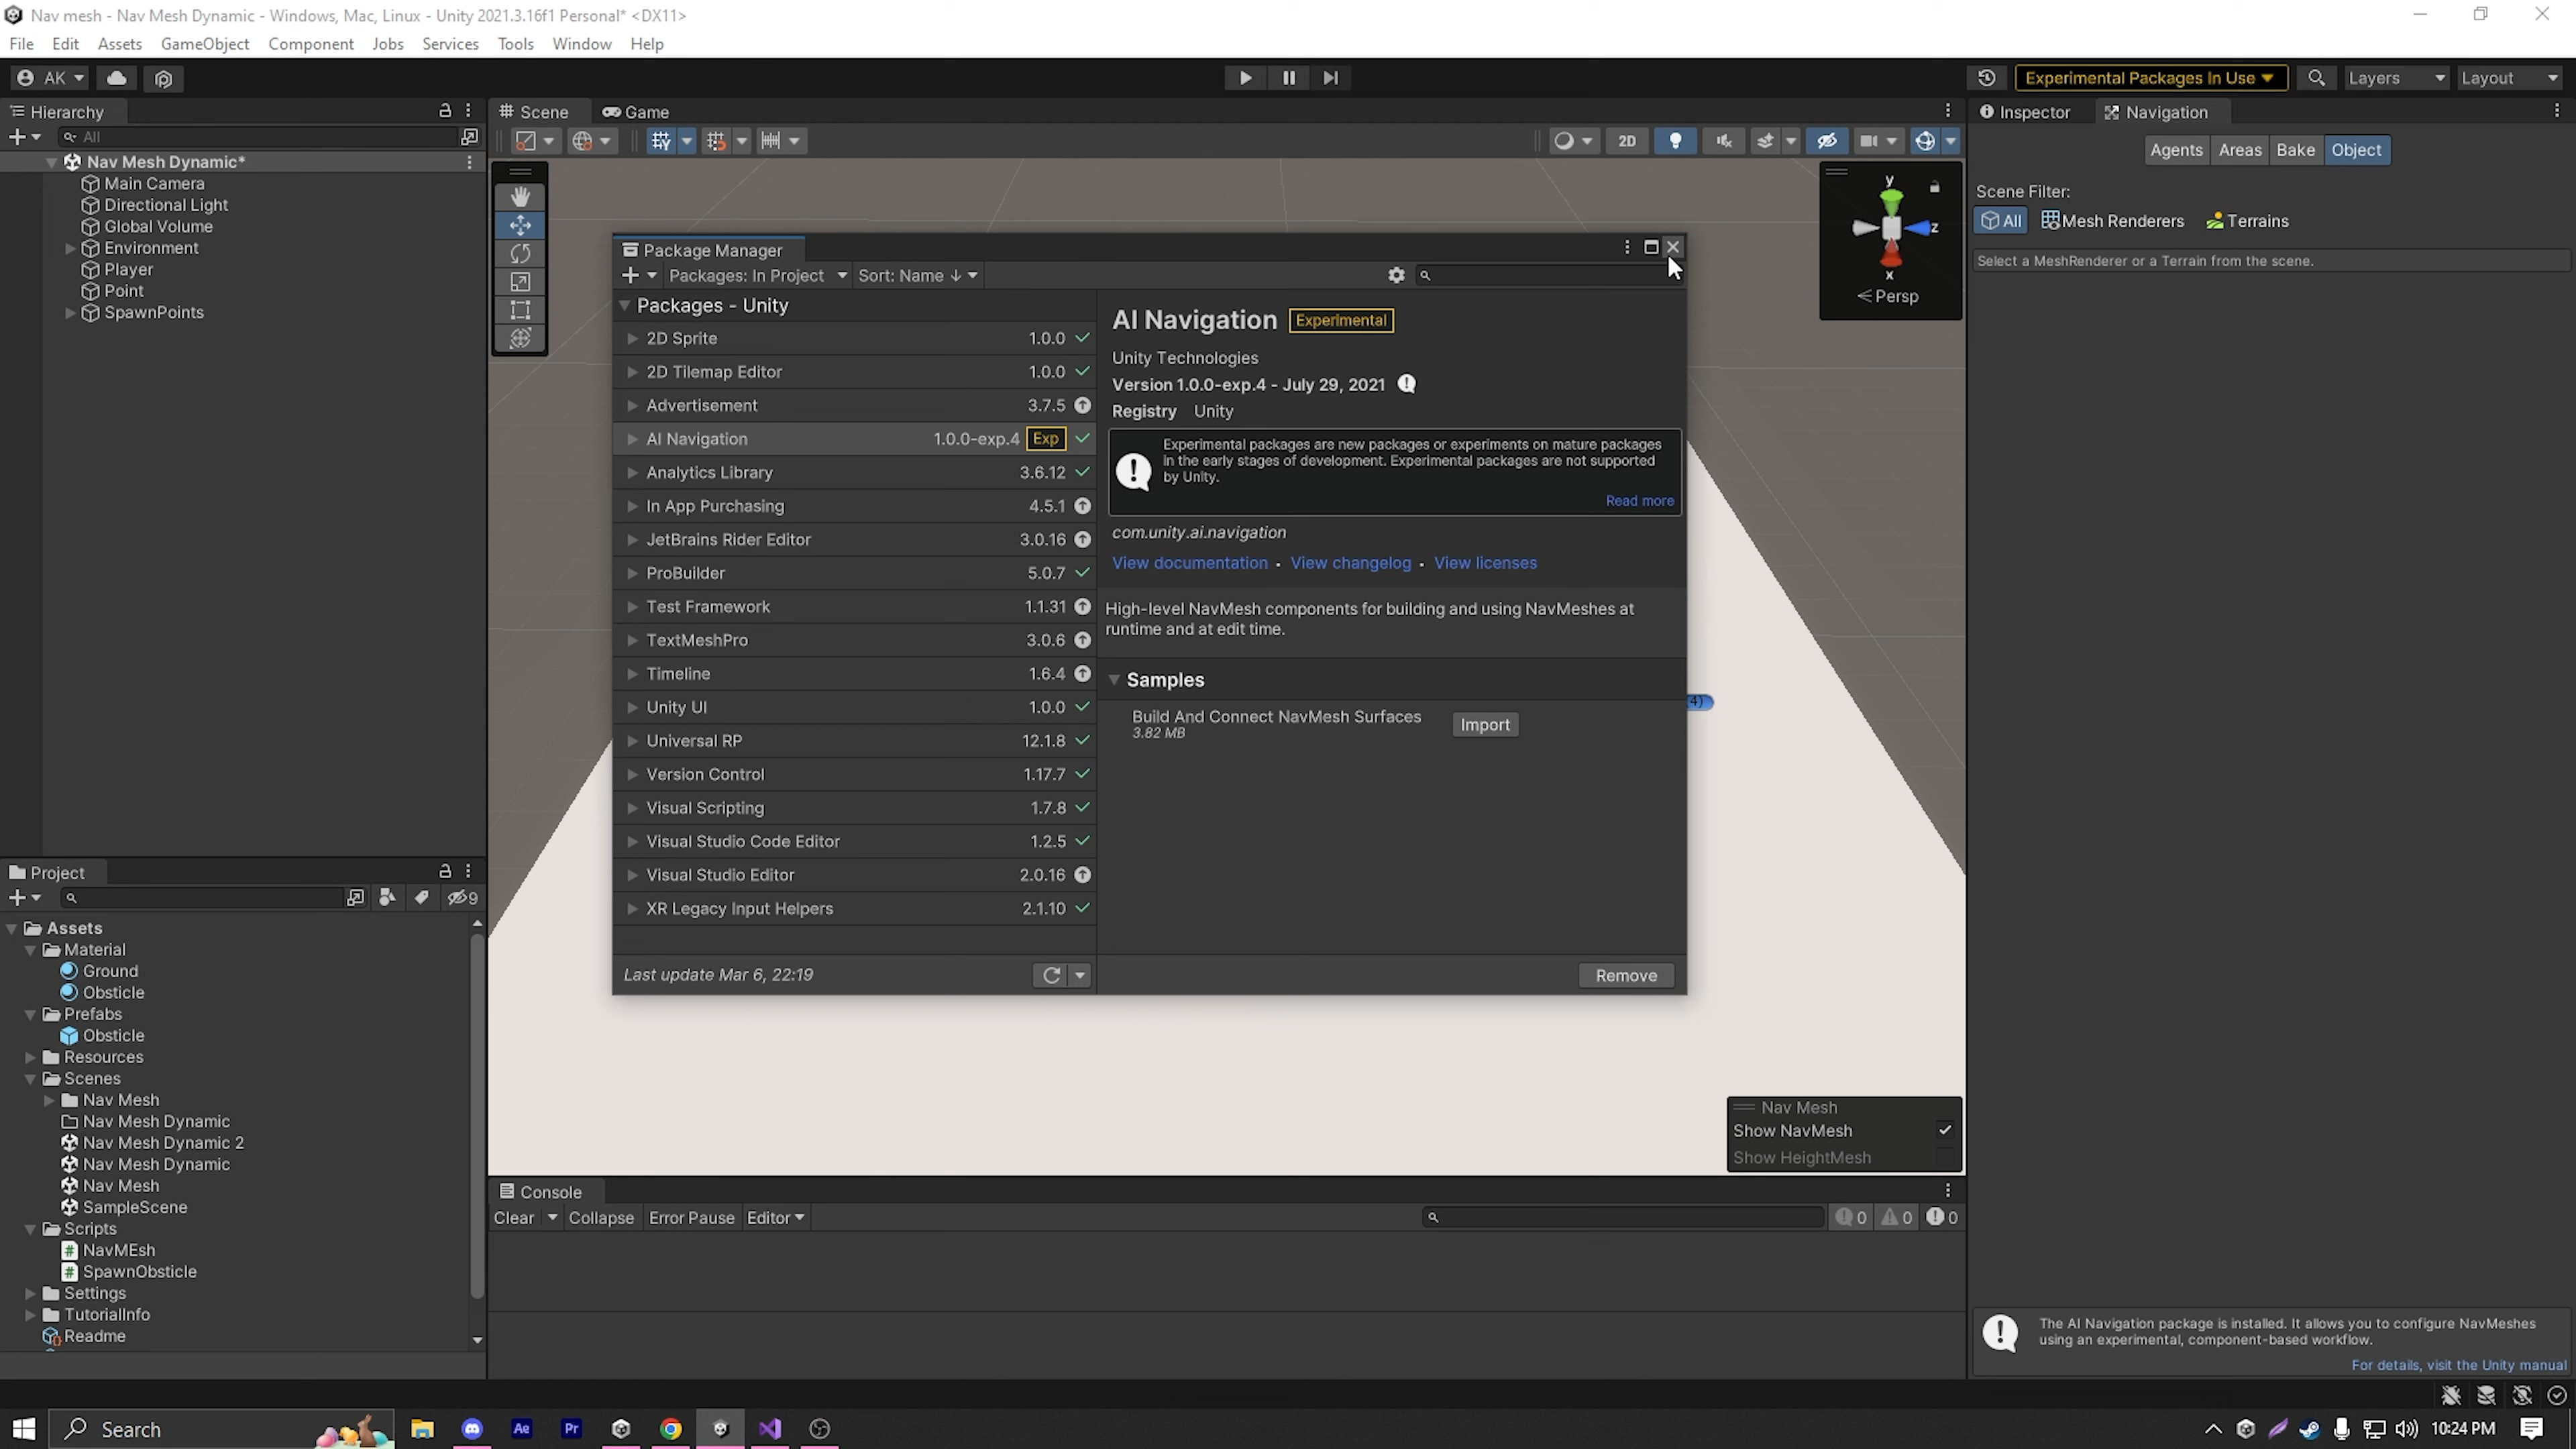 Nav mesh - Nav Mesh Dynamic - Windows, Mac, Linux - Unity 2021.3.16f1 Personal* <DX11>
File Edit Assets GameObject Component Jobs Services Tools Window Help
AK Experimental Packages In Use Layers Layout
Hierarchy
All
Nav Mesh Dynamic*
Main Camera
Directional Light
Global Volume
Environment
Player
Point
SpawnPoints
Scene Game
2D
y
z
x
Persp
Package Manager
Packages: In Project Sort: Name ↓
Packages - Unity
2D Sprite 1.0.0
2D Tilemap Editor 1.0.0
Advertisement 3.7.5
AI Navigation 1.0.0-exp.4 Exp
Analytics Library 3.6.12
In App Purchasing 4.5.1
JetBrains Rider Editor 3.0.16
ProBuilder 5.0.7
Test Framework 1.1.31
TextMeshPro 3.0.6
Timeline 1.6.4
Unity UI 1.0.0
Universal RP 12.1.8
Version Control 1.17.7
Visual Scripting 1.7.8
Visual Studio Code Editor 1.2.5
Visual Studio Editor 2.0.16
XR Legacy Input Helpers 2.1.10
Last update Mar 6, 22:19
AI Navigation Experimental
Unity Technologies
Version 1.0.0-exp.4 - July 29, 2021
Registry Unity
Experimental packages are new packages or experiments on mature packages
in the early stages of development. Experimental packages are not supported
by Unity.
Read more
com.unity.ai.navigation
View documentation • View changelog • View licenses
High-level NavMesh components for building and using NavMeshes at
runtime and at edit time.
Samples
Build And Connect NavMesh Surfaces Import
3.82 MB
Remove
4)
Nav Mesh
Show NavMesh
Show HeightMesh
Inspector Navigation
Agents Areas Bake Object
Scene Filter:
All Mesh Renderers Terrains
Select a MeshRenderer or a Terrain from the scene.
The AI Navigation package is installed. It allows you to configure NavMeshes
using an experimental, component-based workflow.
For details, visit the Unity manual
Project
9
Assets
Material
Ground
Obsticle
Prefabs
Obsticle
Resources
Scenes
Nav Mesh
Nav Mesh Dynamic
Nav Mesh Dynamic 2
Nav Mesh Dynamic
Nav Mesh
SampleScene
Scripts
NavMEsh
SpawnObsticle
Settings
TutorialInfo
Readme
Console
Clear Collapse Error Pause Editor 0 0 0
Search Ae Pr 10:24 PM